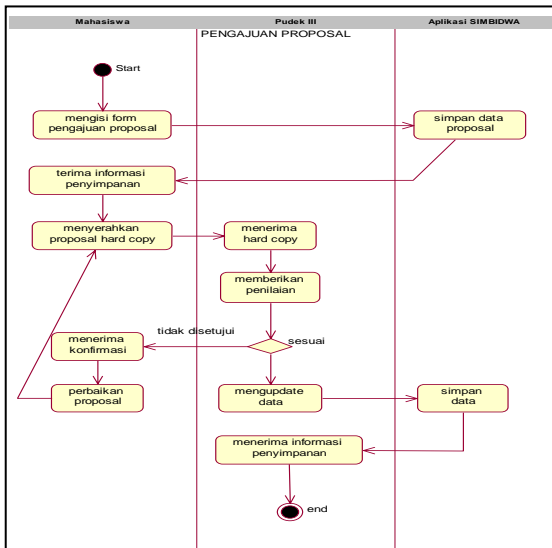 Mahasiswa
Pudek III
Aplikasi SIMBIDWA
PENGAJUAN PROPOSAL
Start
mengisi form
pengajuan proposal
simpan data
proposal
terima informasi
penyimpanan
menyerahkan
proposal hard copy
menerima
hard copy
memberikan
penilaian
tidak disetujui
sesuai
menerima
konfirmasi
perbaikan
proposal
mengupdate
data
simpan
data
menerima informasi
penyimpanan
end